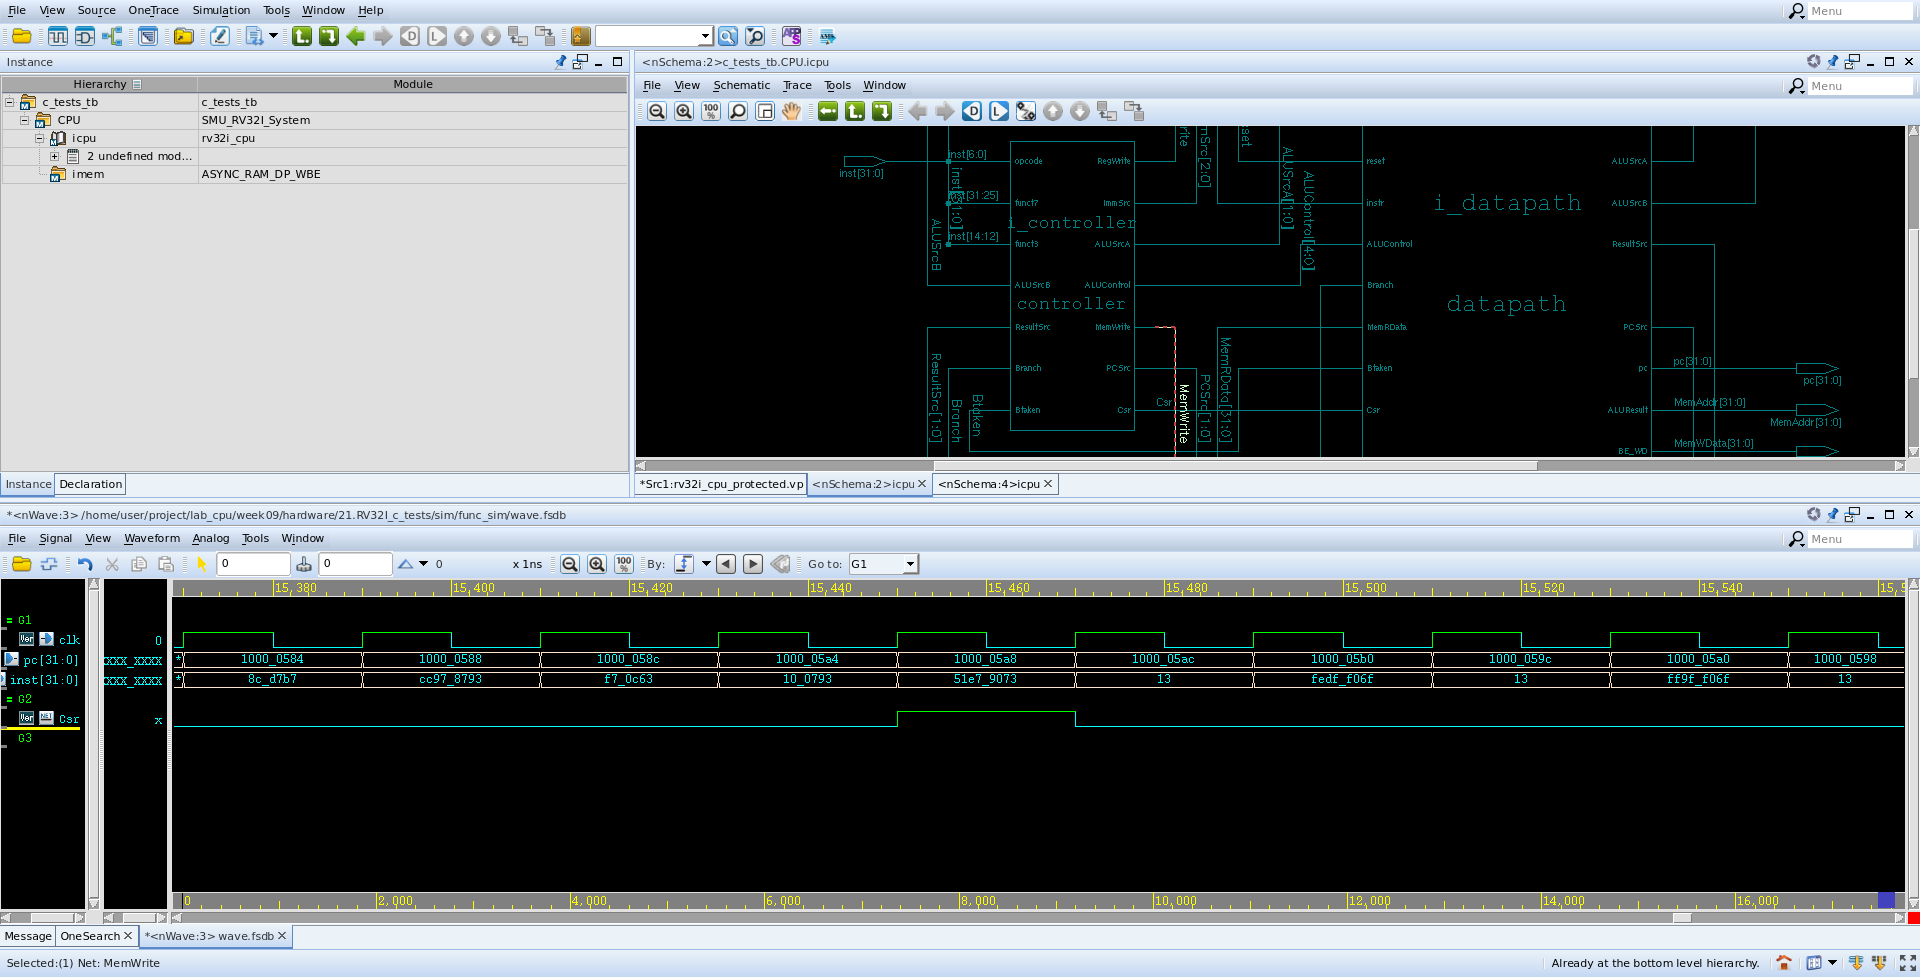 File View Source OneTrace Simulation Tools Window Help
Menu
Instance
Hierarchy Module
c_tests_tb c_tests_tb
CPU SMU_RV32I_System
icpu rv32i_cpu
2 undefined mod...
imem ASYNC_RAM_DP_WBE
Instance Declaration
<nSchema:2>c_tests_tb.CPU.icpu
File View Schematic Trace Tools Window
Menu
100%
inst[31:0]
inst[6:0]
inst[31:25]
inst[14:12]
ALUSrcB
opcode RegWrite
funct7 ImmSrc
i_controller
funct3 ALUSrcA
ALUSrcB ALUControl
controller
ResultSrc MemWrite
Branch PCSrc
Btaken Csr
ResultSrc[1:0]
Branch
Btaken
Csr
MemWrite
PCSrc[1:0]
MemRData[31:0]
ALUSrcA[1:0]
ALUControl[4:0]
reset ALUSrcA
instr i_datapath ALUSrcB
ALUControl ResultSrc
Branch
datapath
MemRData PCSrc
Btaken pc
Csr ALUResult
BE_WD
pc[31:0]
pc[31:0]
MemAddr[31:0]
MemAddr[31:0]
MemWData[31:0]
*Src1:rv32i_cpu_protected.vp <nSchema:2>icpu <nSchema:4>icpu
*<nWave:3> /home/user/project/lab_cpu/week09/hardware/21.RV32I_c_tests/sim/func_sim/wave.fsdb
File Signal View Waveform Analog Tools Window
Menu
0 0 0 x 1ns 100% By: Go to: G1
15,380 15,400 15,420 15,440 15,460 15,480 15,500 15,520 15,540 15,5
= G1
clk 0
pc[31:0] XXXX_XXXX * 1000_0584 1000_0588 1000_058c 1000_05a4 1000_05a8 1000_05ac 1000_05b0 1000_059c 1000_05a0 1000_0598
inst[31:0] XXXX_XXXX * 8c_d7b7 cc97_8793 f7_0c63 10_0793 51e7_9073 13 fedf_f06f 13 ff9f_f06f 13
= G2
Csr x
G3
0 2,000 4,000 6,000 8,000 10,000 12,000 14,000 16,000
Message OneSearch *<nWave:3> wave.fsdb
Selected:(1) Net: MemWrite
Already at the bottom level hierarchy.